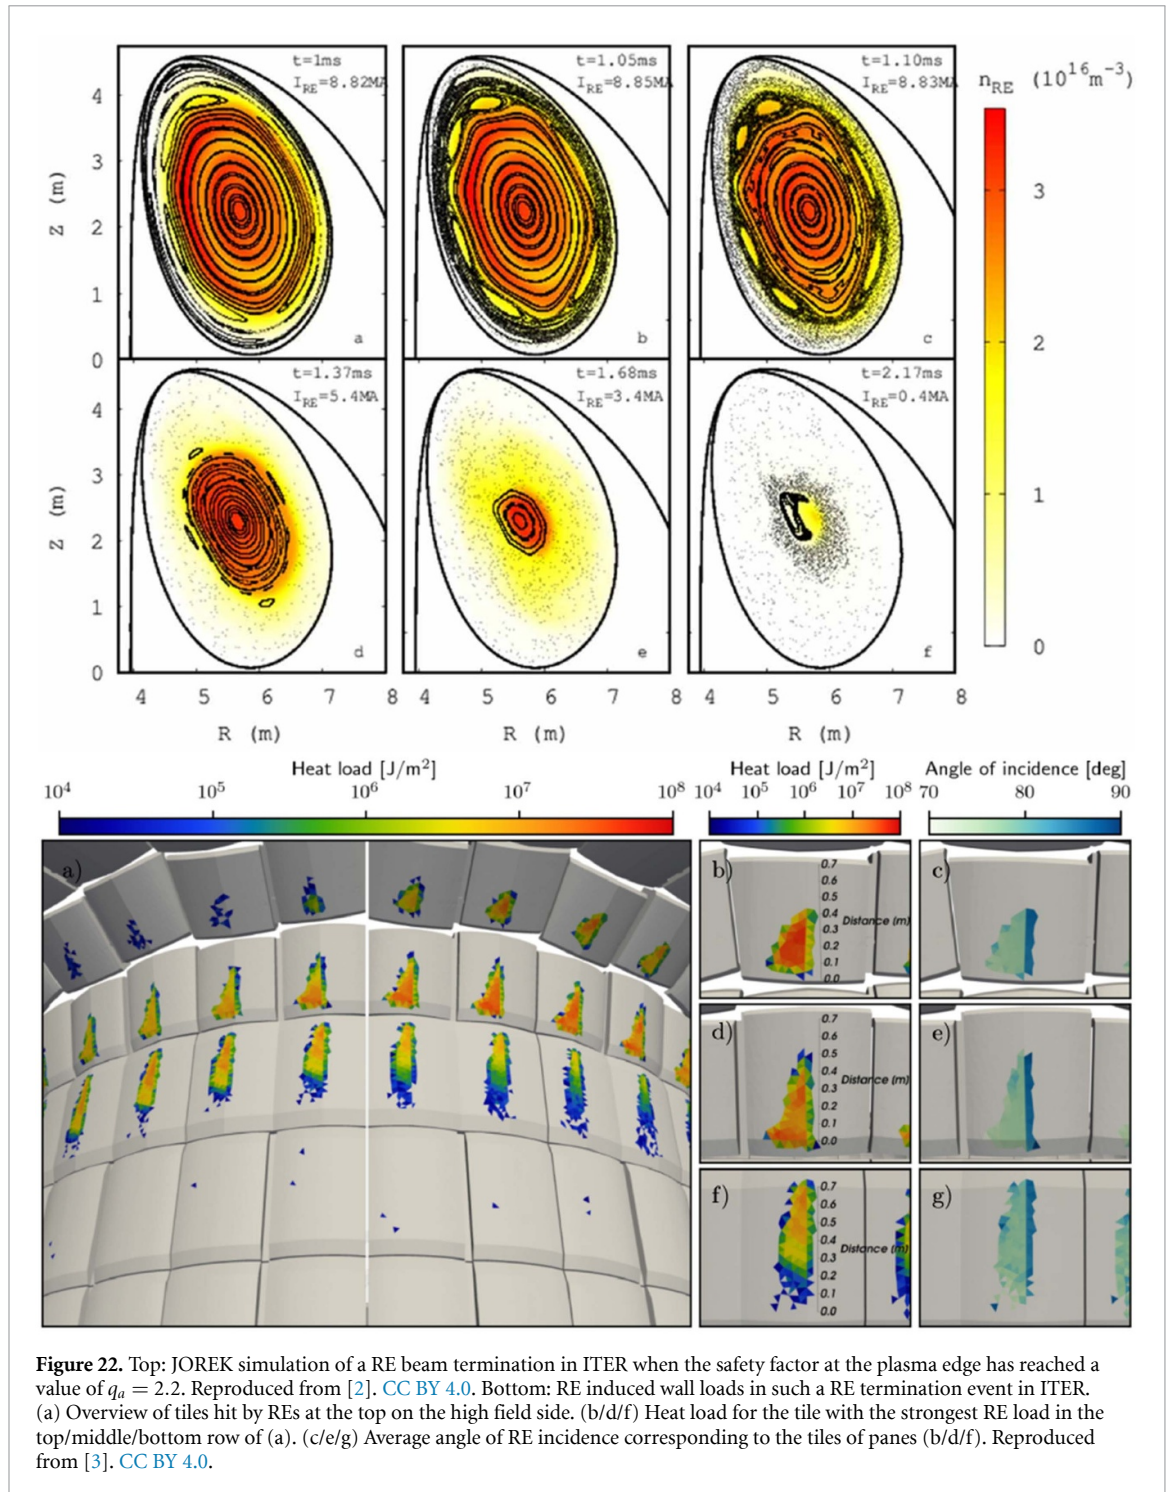 t=1ms
I_RE=8.82MA
t=1.05ms
I_RE=8.85MA
t=1.10ms
I_RE=8.83MA
n_RE (10^16 m^-3)
4
3
2
1
0
Z (m)
a
b
c
3
2
1
0
t=1.37ms
I_RE=5.4MA
t=1.68ms
I_RE=3.4MA
t=2.17ms
I_RE=0.4MA
4
3
2
1
0
Z (m)
d
e
f
4 5 6 7 8 4 5 6 7 8 4 5 6 7 8
R (m) R (m) R (m)
Heat load [J/m^2]
10^4 10^5 10^6 10^7 10^8
Heat load [J/m^2]
10^4 10^5 10^6 10^7 10^8
Angle of incidence [deg]
70 80 90
a)
b)
0.7
0.6
0.5
0.4
0.3
0.2
0.1
0.0
Distance (m)
c)
d)
0.7
0.6
0.5
0.4
0.3
0.2
0.1
0.0
Distance (m)
e)
f)
0.7
0.6
0.5
0.4
0.3
0.2
0.1
0.0
Distance (m)
g)
Figure 22. Top: JOREK simulation of a RE beam termination in ITER when the safety factor at the plasma edge has reached a
value of q_a = 2.2. Reproduced from [2]. CC BY 4.0. Bottom: RE induced wall loads in such a RE termination event in ITER.
(a) Overview of tiles hit by REs at the top on the high field side. (b/d/f) Heat load for the tile with the strongest RE load in the
top/middle/bottom row of (a). (c/e/g) Average angle of RE incidence corresponding to the tiles of panes (b/d/f). Reproduced
from [3]. CC BY 4.0.